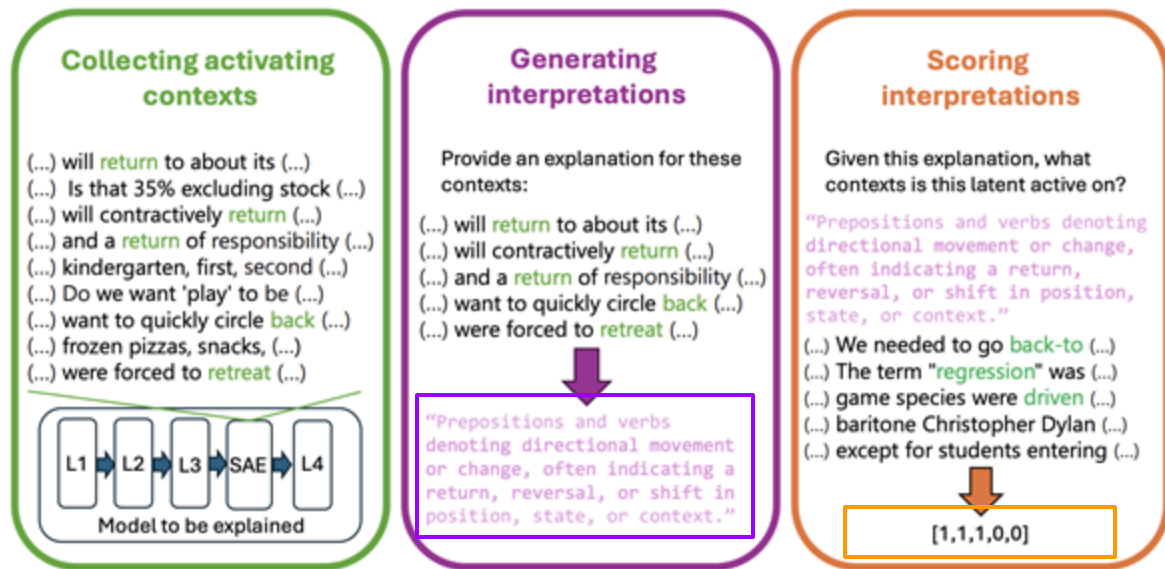 Collecting activating
contexts
(...) will return to about its (...)
(...) Is that 35% excluding stock (...)
(...) will contractively return (...)
(...) and a return of responsibility (...)
(...) kindergarten, first, second (...)
(...) Do we want 'play' to be (...)
(...) want to quickly circle back (...)
(...) frozen pizzas, snacks, (...)
(...) were forced to retreat (...)
L1 L2 L3 SAE L4
Model to be explained
Generating
interpretations
Provide an explanation for these
contexts:
(...) will return to about its (...)
(...) will contractively return (...)
(...) and a return of responsibility (...)
(...) want to quickly circle back (...)
(...) were forced to retreat (...)
“Prepositions and verbs
denoting directional movement
or change, often indicating a
return, reversal, or shift in
position, state, or context.”
Scoring
interpretations
Given this explanation, what
contexts is this latent active on?
“Prepositions and verbs denoting
directional movement or change,
often indicating a return,
reversal, or shift in position,
state, or context.”
(...) We needed to go back-to (...)
(...) The term "regression" was (...)
(...) game species were driven (...)
(...) baritone Christopher Dylan (...)
(...) except for students entering (...)
[1,1,1,0,0]